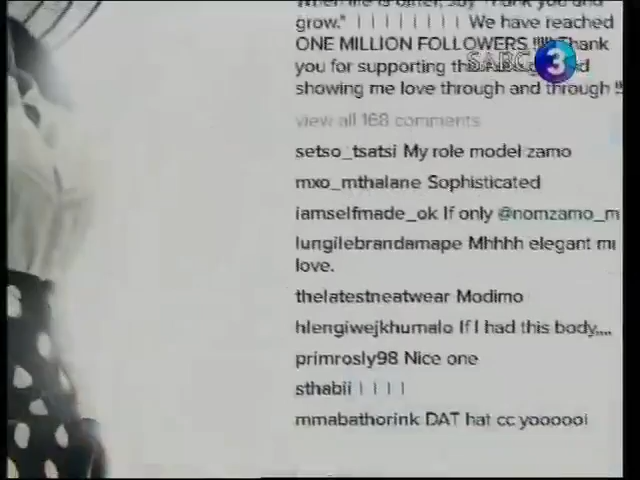 grow." | | | | | | | | We have reached
ONE MILLION FOLLOWERS !!!! Thank
you for supporting
showing me love through and through !!
SABC 3
view all 168 comments
setso_tsatsi My role model zamo
mxo_mthalane Sophisticated
iamselfmade_ok If only @nomzamo_m
lungilebrandamape Mhhhh elegant
love.
thelatestneatwear Modimo
hlengiwejkhumalo If I had this body,,,,
primrosly98 Nice one
sthabii | | | |
mmabathorink DAT hat cc yoooooi